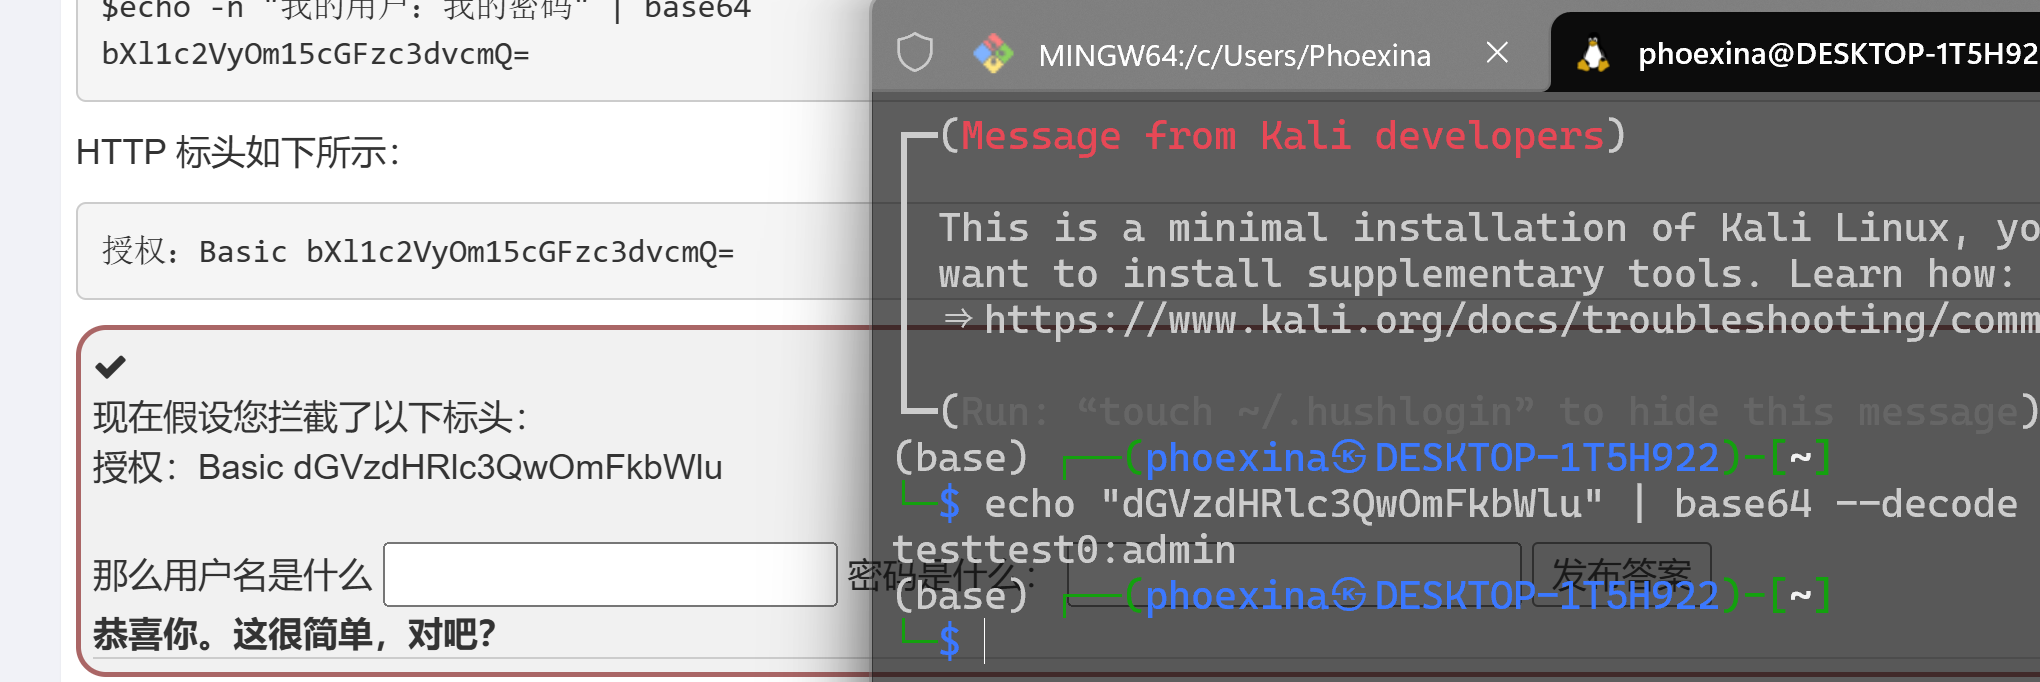 $echo -n "我的用户：我的密码" | base64
bXl1c2VyOm15cGFzc3dvcmQ=
HTTP 标头如下所示：
授权：Basic bXl1c2VyOm15cGFzc3dvcmQ=
现在假设您拦截了以下标头：
授权：Basic dGVzdHRlc3QwOmFkbWlu
那么用户名是什么
密码是什么：
发布答案
恭喜你。这很简单，对吧？
MINGW64:/c/Users/Phoexina
phoexina@DESKTOP-1T5H92
(Message from Kali developers)
This is a minimal installation of Kali Linux, yo
want to install supplementary tools. Learn how:
⇒ https://www.kali.org/docs/troubleshooting/comm
(Run: “touch ~/.hushlogin” to hide this message)
(base) ┌──(phoexina㉿DESKTOP-1T5H922)-[~]
└─$ echo "dGVzdHRlc3QwOmFkbWlu" | base64 --decode
testtest0:admin
(base) ┌──(phoexina㉿DESKTOP-1T5H922)-[~]
└─$